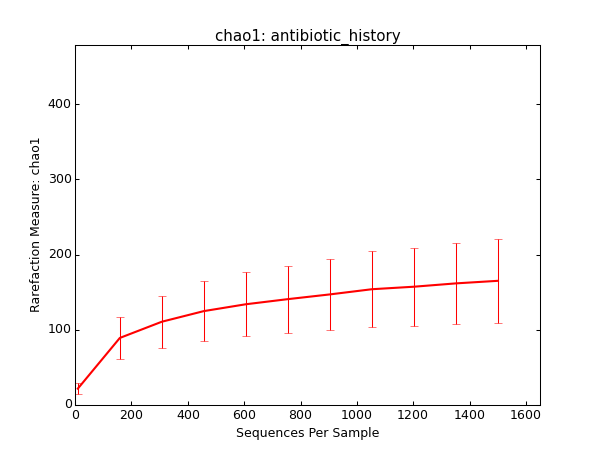 chao1: antibiotic_history
Rarefaction Measure: chao1
400
300
200
100
0
0 200 400 600 800 1000 1200 1400 1600
Sequences Per Sample